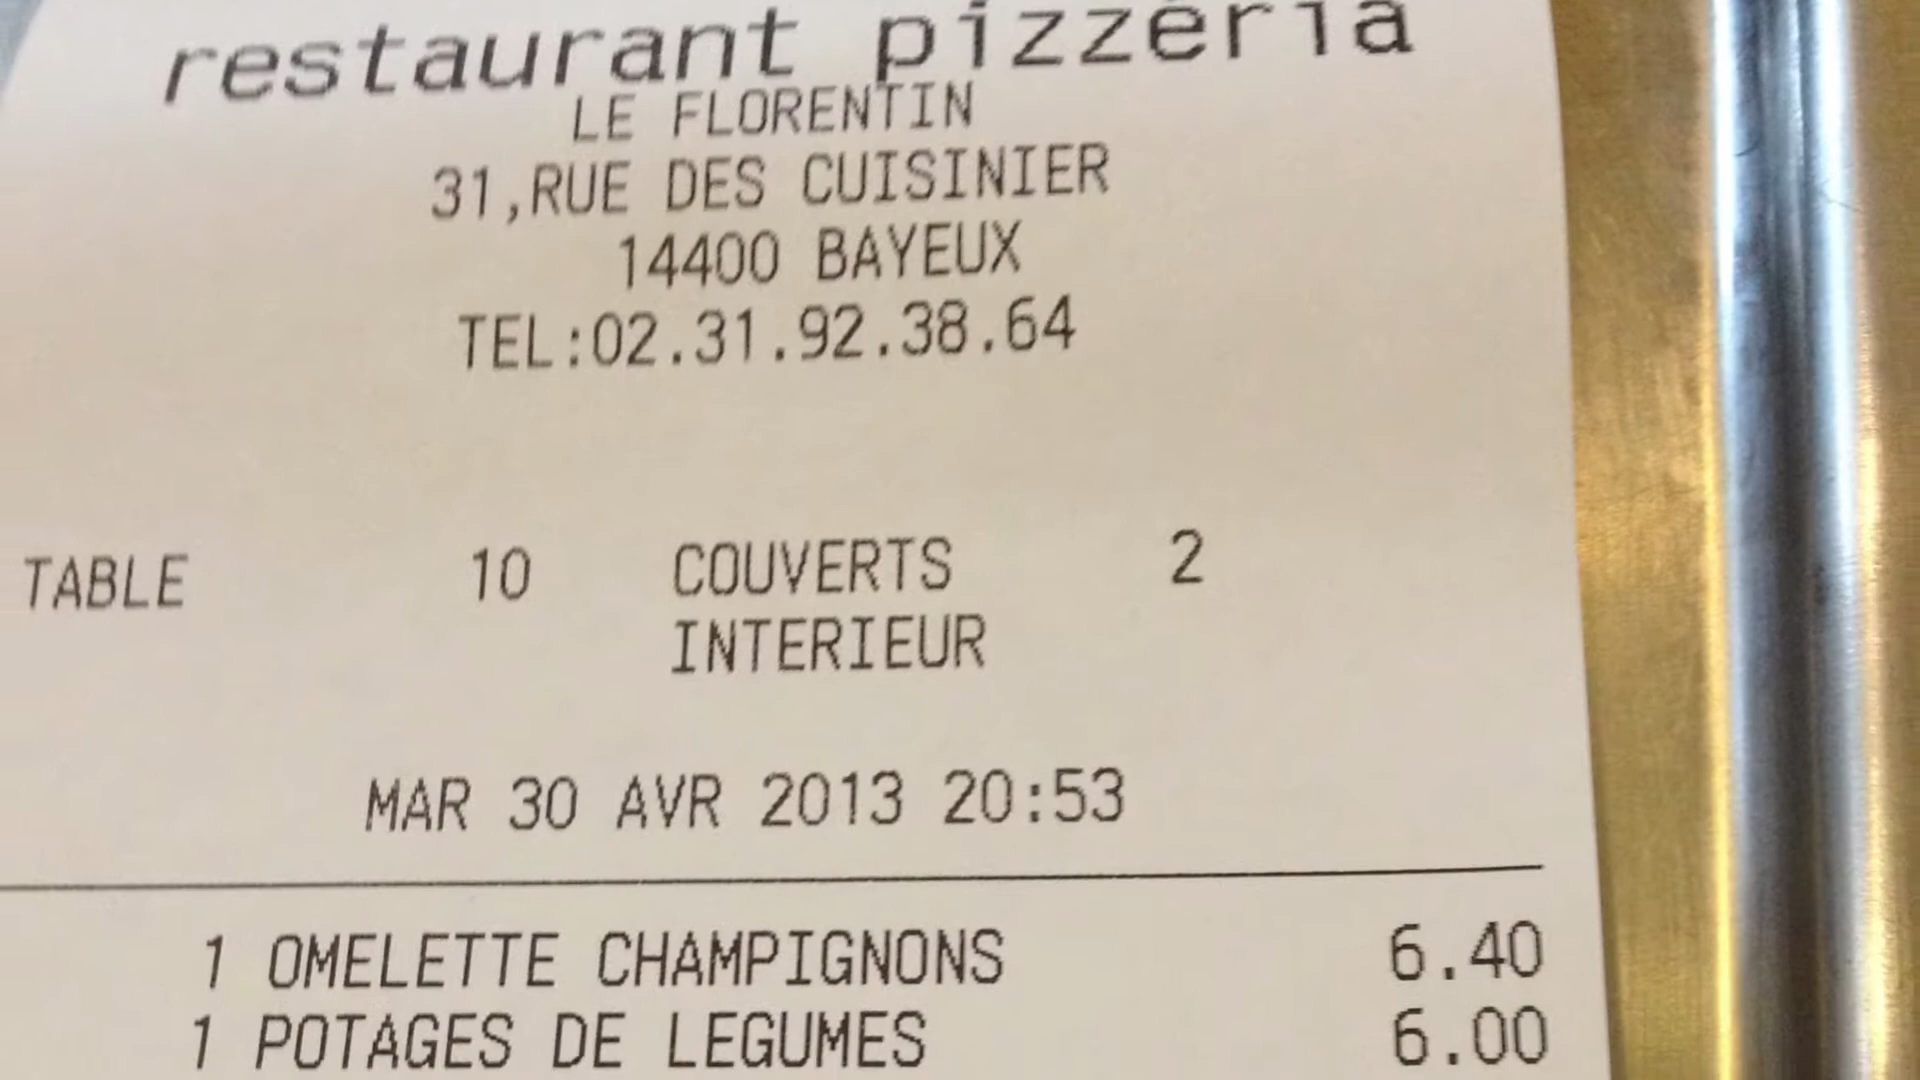 restaurant pizzeria
LE FLORENTIN
31,RUE DES CUISINIER
14400 BAYEUX
TEL:02.31.92.38.64
TABLE 10 COUVERTS 2
INTERIEUR
MAR 30 AVR 2013 20:53
1 OMELETTE CHAMPIGNONS 6.40
1 POTAGES DE LEGUMES 6.00